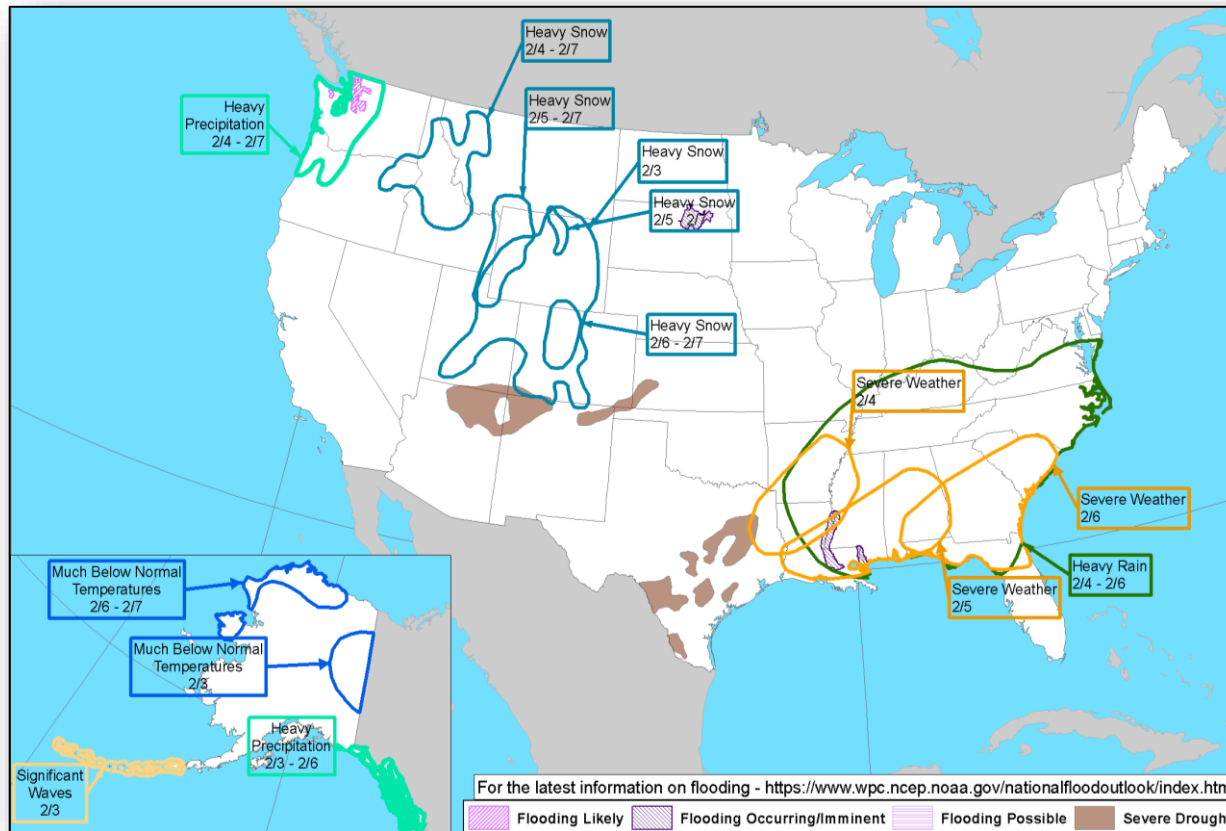 Heavy Snow
2/4 - 2/7
Heavy Snow
2/5 - 2/7
Heavy
Precipitation
2/4 - 2/7
Heavy Snow
2/3
Heavy Snow
2/5 2/7
Heavy Snow
2/6 - 2/7
Severe Weather
2/4
Severe Weather
2/6
Heavy Rain
2/4 - 2/6
Severe Weather
2/5
Much Below Normal
Temperatures
2/6 - 2/7
Much Below Normal
Temperatures
2/3
Heavy
Precipitation
2/3 - 2/6
Significant
Waves
2/3
For the latest information on flooding - https://www.wpc.ncep.noaa.gov/nationalfloodoutlook/index.htm
Flooding Likely Flooding Occurring/Imminent Flooding Possible Severe Drough